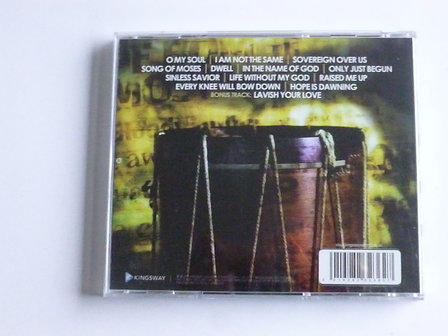 O MY SOUL | I AM NOT THE SAME | SOVEREIGN OVER US
SONG OF MOSES | DWELL | IN THE NAME OF GOD | ONLY JUST BEGUN
SINLESS SAVIOR | LIFE WITHOUT MY GOD | RAISED ME UP
EVERY KNEE WILL BOW DOWN | HOPE IS DAWNING
BONUS TRACK: LAVISH YOUR LOVE
KINGSWAY